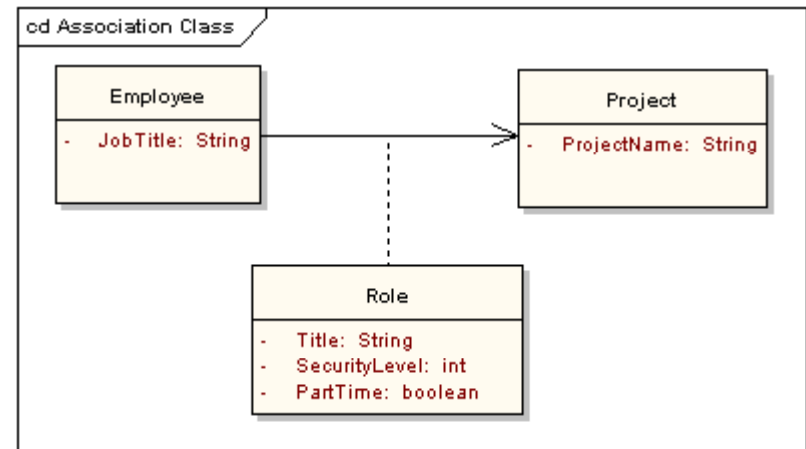 cd Association Class
Employee
- JobTitle: String
Project
- ProjectName: String
Role
- Title: String
- SecurityLevel: int
- PartTime: boolean